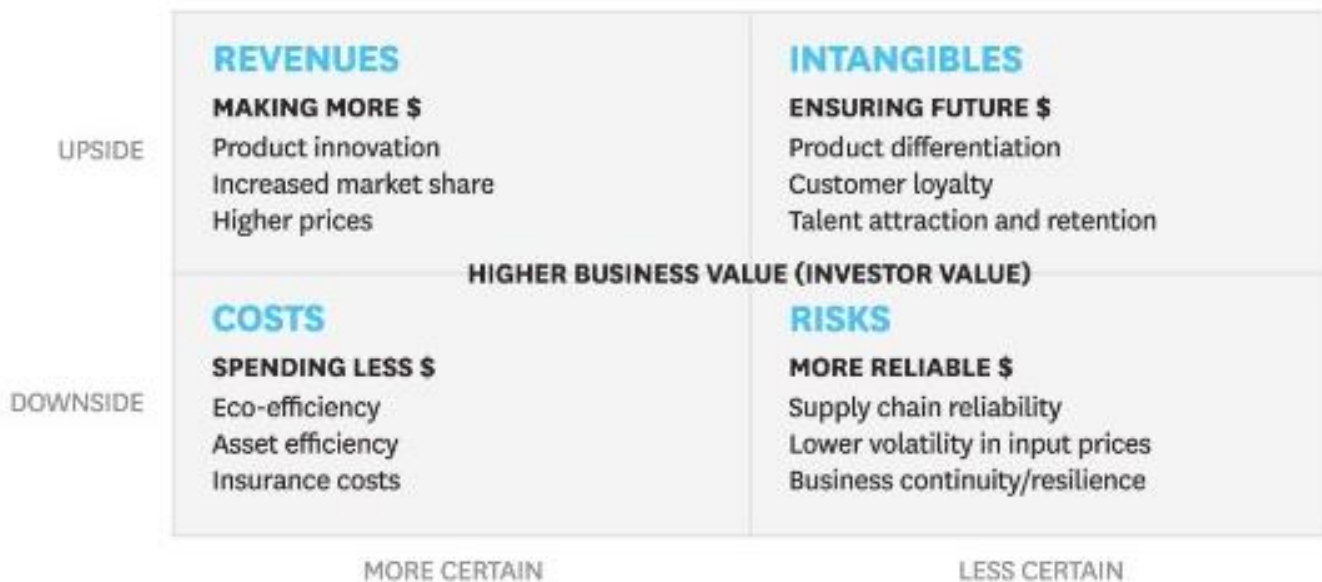 REVENUES
MAKING MORE $
Product innovation
Increased market share
Higher prices
INTANGIBLES
ENSURING FUTURE $
Product differentiation
Customer loyalty
Talent attraction and retention
UPSIDE
HIGHER BUSINESS VALUE (INVESTOR VALUE)
COSTS
SPENDING LESS $
Eco-efficiency
Asset efficiency
Insurance costs
RISKS
MORE RELIABLE $
Supply chain reliability
Lower volatility in input prices
Business continuity/resilience
DOWNSIDE
MORE CERTAIN
LESS CERTAIN